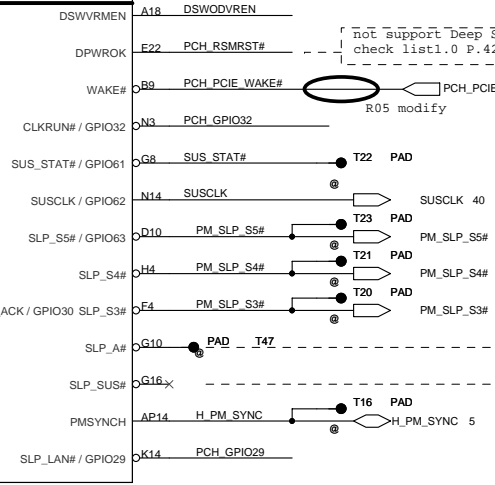 DSWVRMEN A18 DSWODVREN
not support Deep S
DPWROK E22 PCH_RSMRST#
check list1.0 P.42
WAKE# B9 PCH_PCIE_WAKE# PCH_PCIE
R05 modify
CLKRUN# / GPIO32 N3 PCH_GPIO32
SUS_STAT# / GPIO61 G8 SUS_STAT# T22 PAD
@
SUSCLK / GPIO62 N14 SUSCLK SUSCLK 40
T23 PAD
SLP_S5# / GPIO63 D10 PM_SLP_S5# @ PM_SLP_S5#
T21 PAD
SLP_S4# H4 PM_SLP_S4# @ PM_SLP_S4#
T20 PAD
ACK / GPIO30 SLP_S3# F4 PM_SLP_S3# @ PM_SLP_S3#
SLP_A# G10 @ PAD T47
SLP_SUS# G16
T16 PAD
PMSYNCH AP14 H_PM_SYNC @ H_PM_SYNC 5
SLP_LAN# / GPIO29 K14 PCH_GPIO29